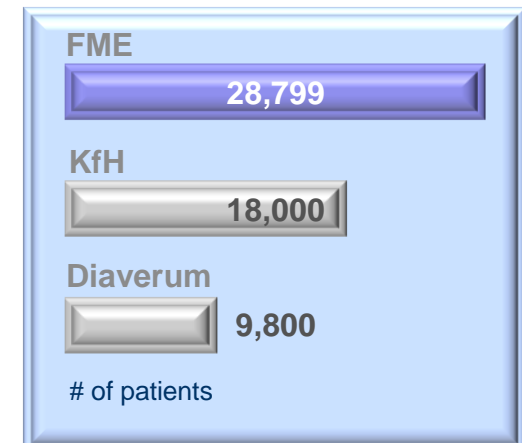 FME
28,799
KfH
18,000
Diaverum
9,800
# of patients